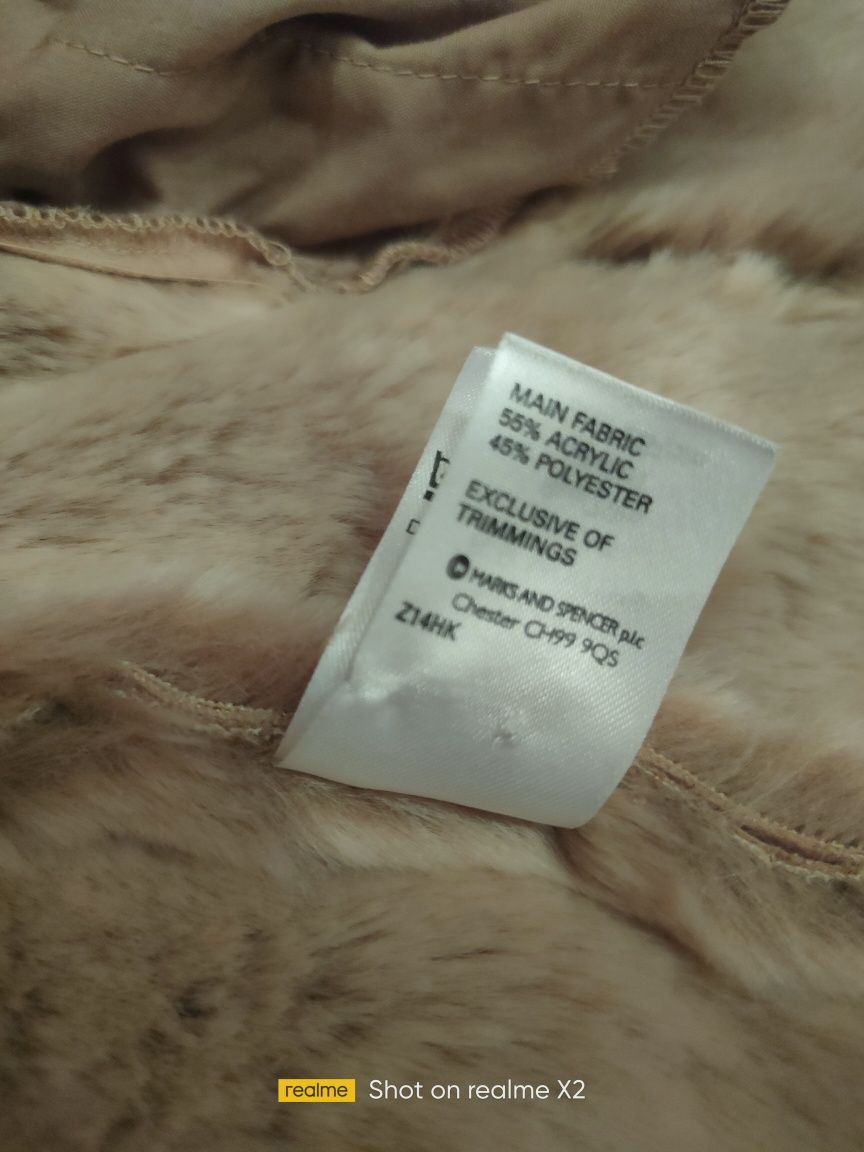 MAIN FABRIC
55% ACRYLIC
45% POLYESTER
EXCLUSIVE OF
TRIMMINGS
© MARKS AND SPENCER plc
Chester CH99 9QS
Z14HK
realme Shot on realme X2